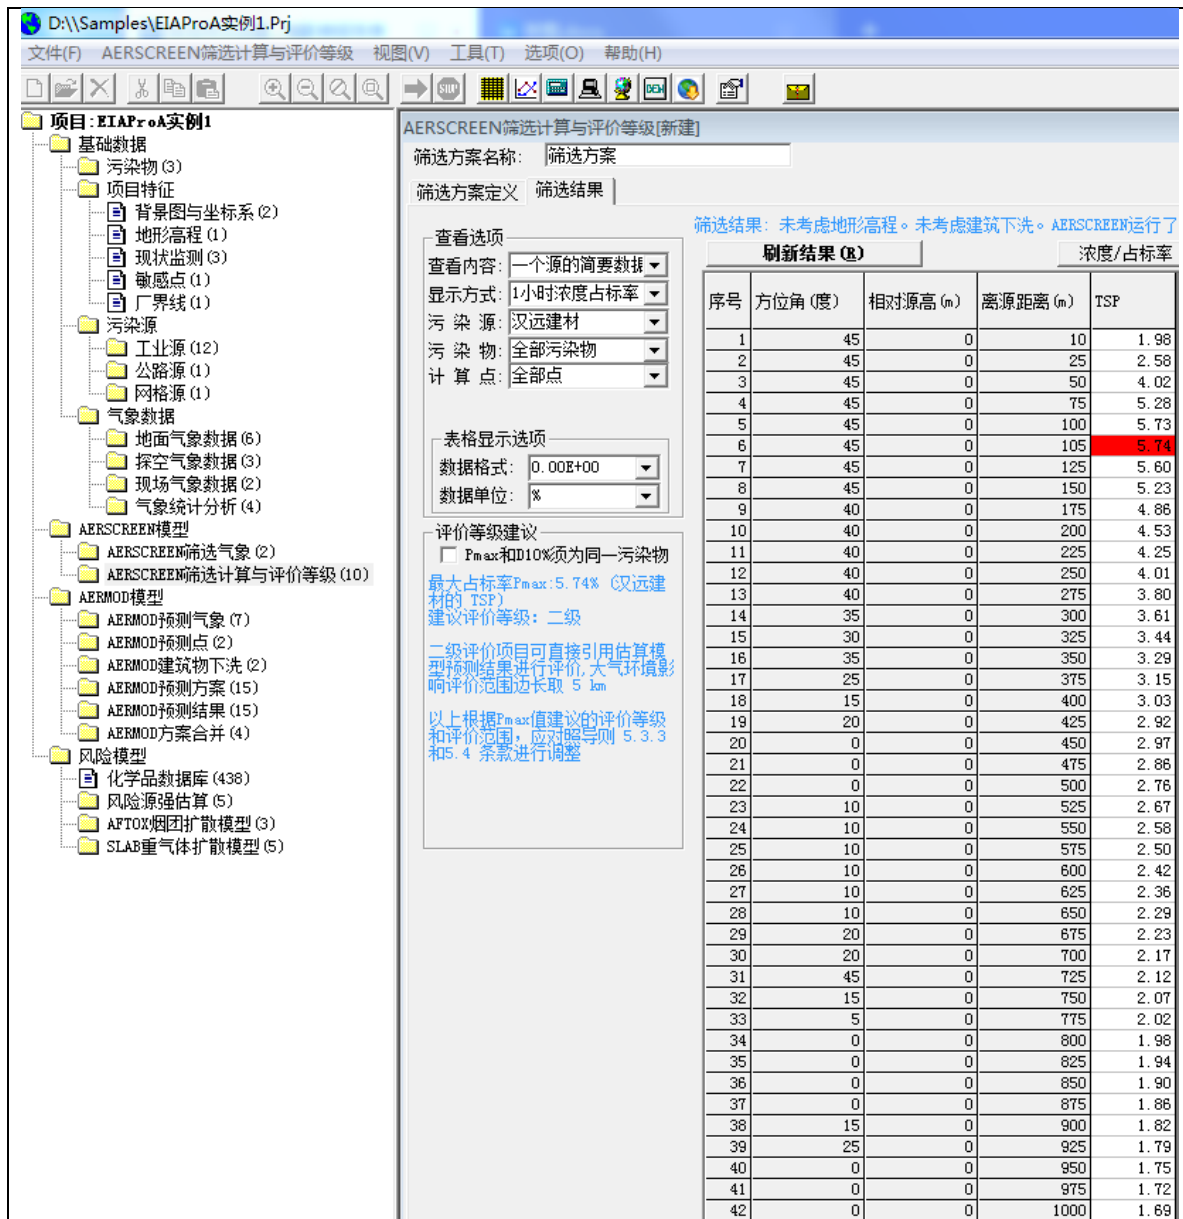 D:\\Samples\EIAProA实例1.Prj
文件(F) AERSCREEN筛选计算与评价等级 视图(V) 工具(T) 选项(O) 帮助(H)
项目:EIAProA实例1
基础数据
污染物(3)
项目特征
背景图与坐标系(2)
地形高程(1)
现状监测(3)
敏感点(1)
厂界线(1)
污染源
工业源(12)
公路源(1)
网格源(1)
气象数据
地面气象数据(6)
探空气象数据(3)
现场气象数据(2)
气象统计分析(4)
AERSCREEN模型
AERSCREEN筛选气象(2)
AERSCREEN筛选计算与评价等级(10)
AERMOD模型
AERMOD预测气象(7)
AERMOD预测点(2)
AERMOD建筑物下洗(2)
AERMOD预测方案(15)
AERMOD预测结果(15)
AERMOD方案合并(4)
风险模型
化学品数据库(438)
风险源强估算(5)
AFTOX烟团扩散模型(3)
SLAB重气体扩散模型(5)
AERSCREEN筛选计算与评价等级[新建]
筛选方案名称: 筛选方案
筛选方案定义 筛选结果
查看选项
查看内容: 一个源的简要数据
显示方式: 1小时浓度占标率
污 染 源: 汉远建材
污 染 物: 全部污染物
计 算 点: 全部点
表格显示选项
数据格式: 0.00E+00
数据单位: %
评价等级建议
Pmax和D10%须为同一污染物
最大占标率Pmax:5.74% (汉远建
材的 TSP)
建议评价等级: 二级
二级评价项目可直接引用估算模
型预测结果进行评价,大气环境影
响评价范围边长取 5 km
以上根据Pmax值建议的评价等级
和评价范围,应对照导则 5.3.3
和5.4 条款进行调整
筛选结果: 未考虑地形高程。未考虑建筑下洗。AERSCREEN运行了
刷新结果(R) 浓度/占标率
序号 方位角(度) 相对源高(m) 离源距离(m) TSP
1 45 0 10 1.98
2 45 0 25 2.58
3 45 0 50 4.02
4 45 0 75 5.28
5 45 0 100 5.73
6 45 0 105 5.74
7 45 0 125 5.60
8 45 0 150 5.23
9 40 0 175 4.86
10 40 0 200 4.53
11 40 0 225 4.25
12 40 0 250 4.01
13 40 0 275 3.80
14 35 0 300 3.61
15 30 0 325 3.44
16 35 0 350 3.29
17 25 0 375 3.15
18 15 0 400 3.03
19 20 0 425 2.92
20 0 0 450 2.97
21 0 0 475 2.86
22 0 0 500 2.76
23 10 0 525 2.67
24 10 0 550 2.58
25 10 0 575 2.50
26 10 0 600 2.42
27 10 0 625 2.36
28 10 0 650 2.29
29 20 0 675 2.23
30 20 0 700 2.17
31 45 0 725 2.12
32 15 0 750 2.07
33 5 0 775 2.02
34 0 0 800 1.98
35 0 0 825 1.94
36 0 0 850 1.90
37 0 0 875 1.86
38 15 0 900 1.82
39 25 0 925 1.79
40 0 0 950 1.75
41 0 0 975 1.72
42 0 0 1000 1.69